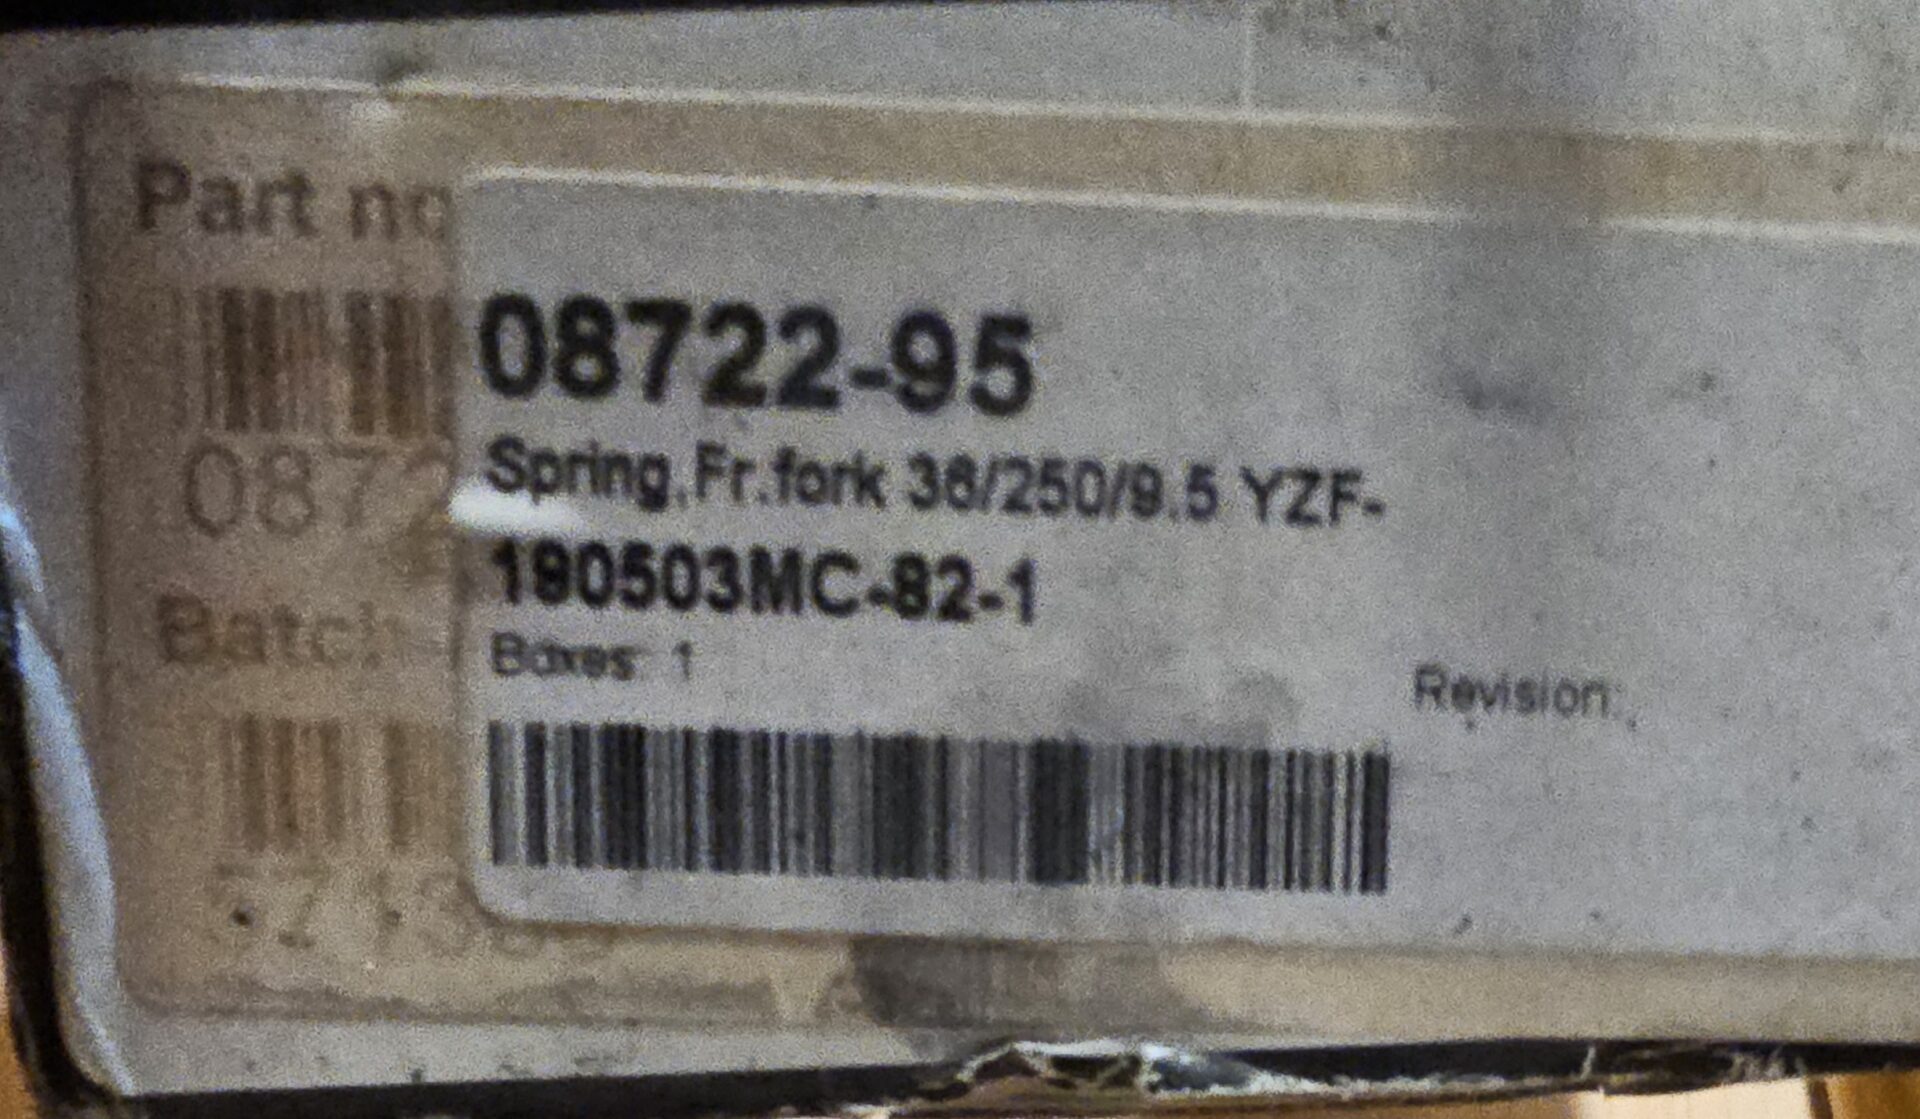 Part no
08722-95
0872
Spring,Fr.fork 36/250/9.5 YZF-
190503MC-82-1
Batch
Boxes: 1
Revision: